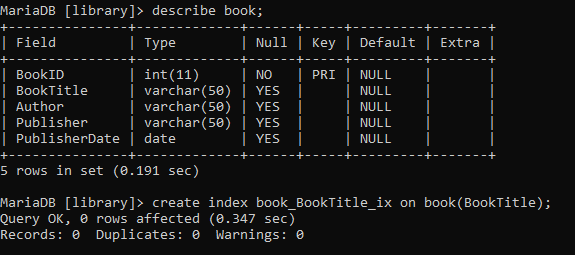 MariaDB [library]> describe book;
+---------------+-------------+------+-----+---------+-------+
| Field         | Type        | Null | Key | Default | Extra |
+---------------+-------------+------+-----+---------+-------+
| BookID        | int(11)     | NO   | PRI | NULL    |       |
| BookTitle     | varchar(50) | YES  |     | NULL    |       |
| Author        | varchar(50) | YES  |     | NULL    |       |
| Publisher     | varchar(50) | YES  |     | NULL    |       |
| PublisherDate | date        | YES  |     | NULL    |       |
+---------------+-------------+------+-----+---------+-------+
5 rows in set (0.191 sec)
MariaDB [library]> create index book_BookTitle_ix on book(BookTitle);
Query OK, 0 rows affected (0.347 sec)
Records: 0  Duplicates: 0  Warnings: 0